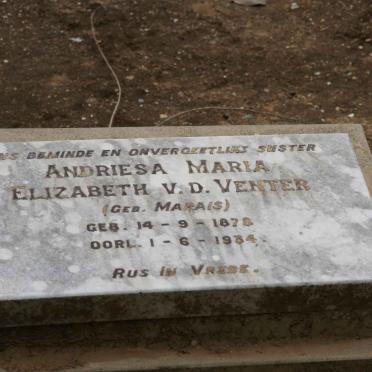 NS BEMINDE EN ONVERGEETLIKE SUSTER
ANDRIESA MARIA
ELIZABETH V.D. VENTER
(GEB. MARAIS)
GEB. 14-9-1878
OORL. 1-6-1934.
RUS IN VREDE.